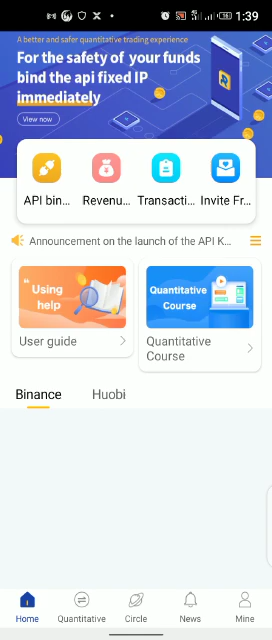 1:39
A better and safer quantitative trading experience
For the safety of your funds
bind the api fixed IP
immediately
View now
API bin... Revenu... Transacti... Invite Fr...
Announcement on the launch of the API K...
Using
help
Quantitative
Course
User guide
Quantitative
Course
Binance Huobi
Home Quantitative Circle News Mine